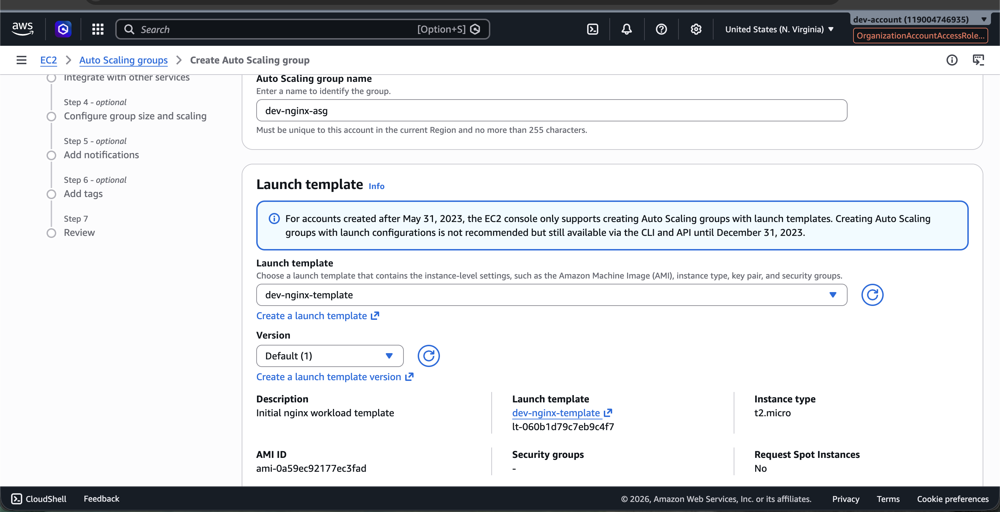 aws
Search
[Option+S]
United States (N. Virginia)
dev-account (119004746935)
OrganizationAccountAccessRole...
EC2
Auto Scaling groups
Create Auto Scaling group
Integrate with other services
Step 4 - optional
Configure group size and scaling
Step 5 - optional
Add notifications
Step 6 - optional
Add tags
Step 7
Review
Auto Scaling group name
Enter a name to identify the group.
dev-nginx-asg
Must be unique to this account in the current Region and no more than 255 characters.
Launch template Info
For accounts created after May 31, 2023, the EC2 console only supports creating Auto Scaling groups with launch templates. Creating Auto Scaling
groups with launch configurations is not recommended but still available via the CLI and API until December 31, 2023.
Launch template
Choose a launch template that contains the instance-level settings, such as the Amazon Machine Image (AMI), instance type, key pair, and security groups.
dev-nginx-template
Create a launch template
Version
Default (1)
Create a launch template version
Description
Initial nginx workload template
Launch template
dev-nginx-template
lt-060b1d79c7eb9c4f7
Instance type
t2.micro
AMI ID
ami-0a59ec92177ec3fad
Security groups
-
Request Spot Instances
No
CloudShell
Feedback
© 2026, Amazon Web Services, Inc. or its affiliates.
Privacy
Terms
Cookie preferences